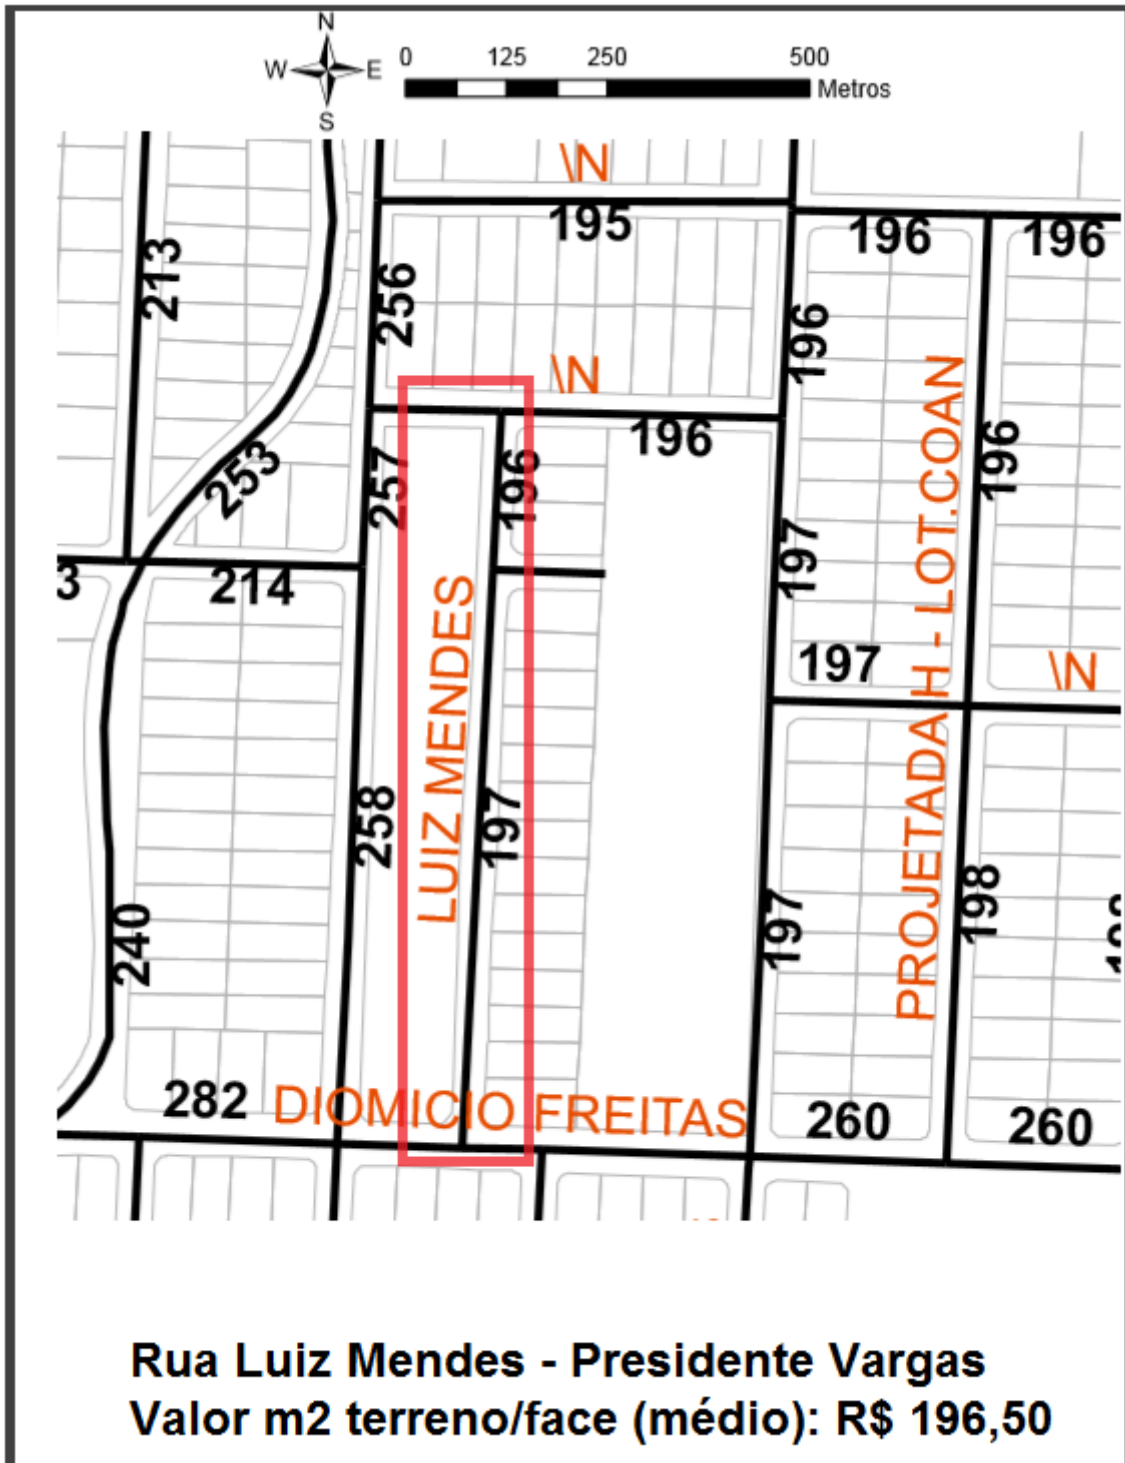 N
W E
S
0 125 250 500
Metros
\N
195
196
196
213
256
196
\N
196
253
257
196
197
196
PROJETADA H - LOT.COAN
3
214
LUIZ MENDES
197
\N
258
197
240
197
198
282
DIOMICIO FREITAS
260
260
Rua Luiz Mendes - Presidente Vargas
Valor m2 terreno/face (médio): R$ 196,50